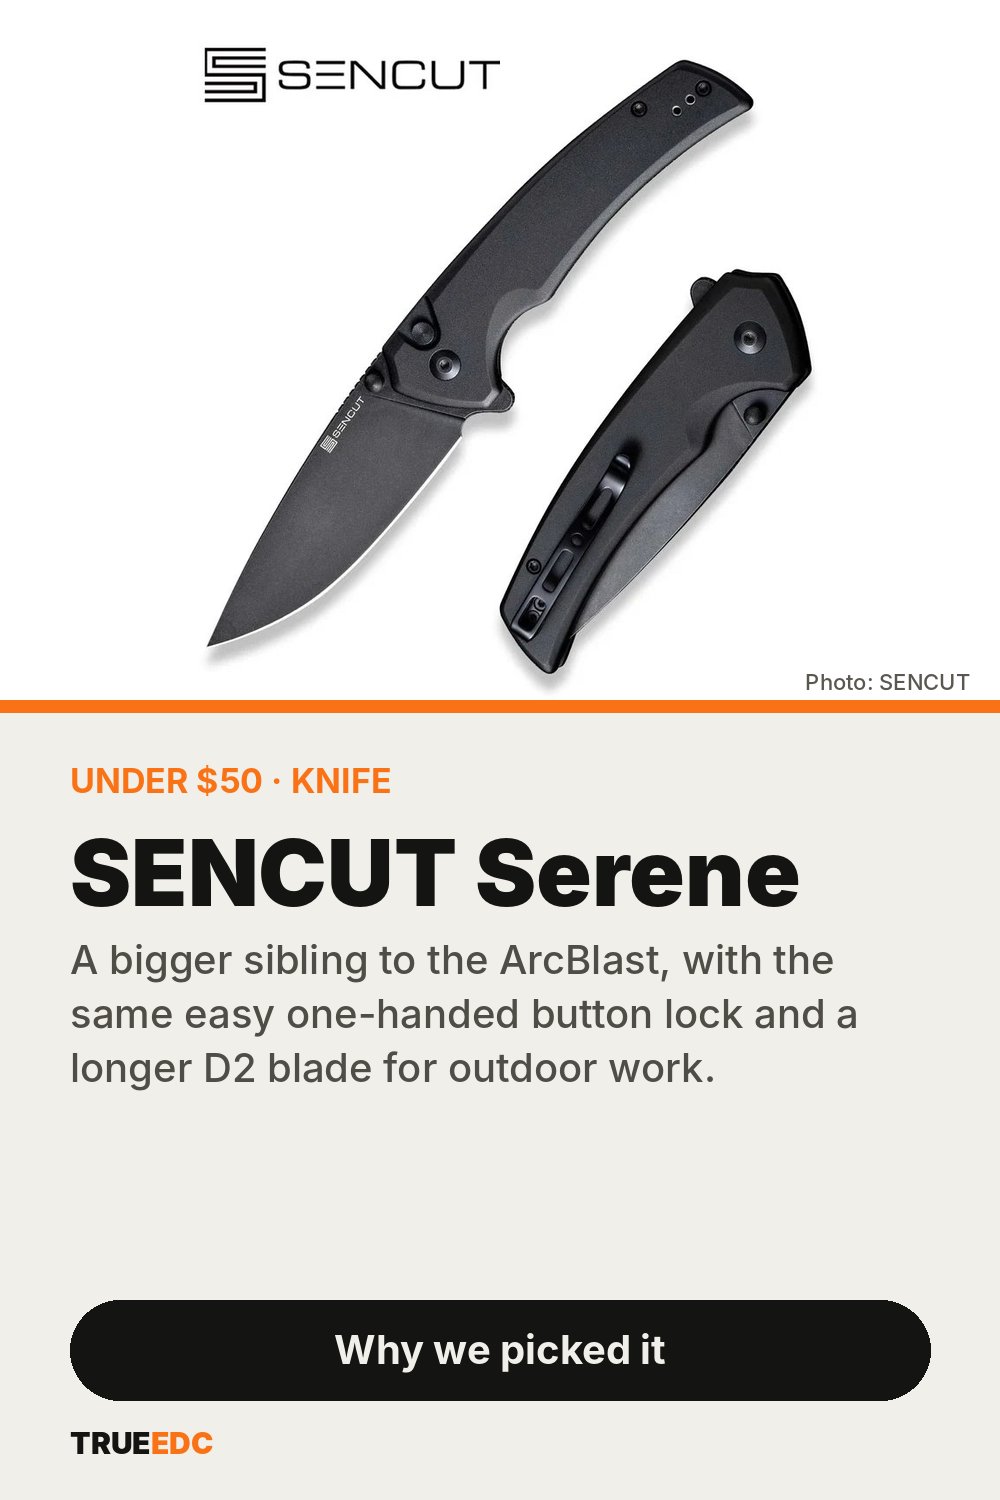 SENCUT
SENCUT
Photo: SENCUT
UNDER $50 · KNIFE
SENCUT Serene
A bigger sibling to the ArcBlast, with the
same easy one-handed button lock and a
longer D2 blade for outdoor work.
Why we picked it
TRUEEDC